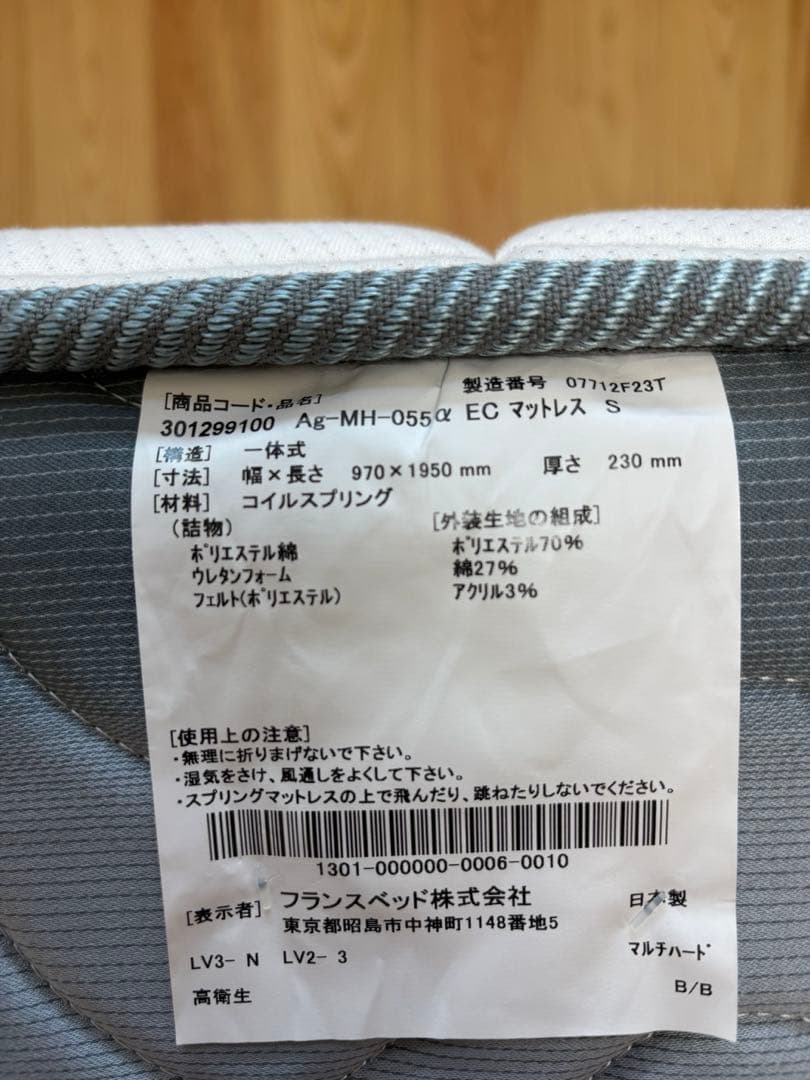 製造番号 07712F23T
[商品コード・品名]
301299100 Ag-MH-055α EC マットレス S
[構造] 一体式
[寸法] 幅×長さ 970×1950 mm 厚さ 230 mm
[材料] コイルスプリング
(詰物) [外装生地の組成]
ポリエステル綿 ポリエステル70%
ウレタンフォーム 綿27%
フェルト(ポリエステル) アクリル3%
[使用上の注意]
・無理に折りまげないで下さい。
・湿気をさけ、風通しをよくして下さい。
・スプリングマットレスの上で飛んだり、跳ねたりしないでください。
1301-000000-0006-0010
[表示者] フランスベッド株式会社 日本製
東京都昭島市中神町1148番地5
LV3- N LV2- 3 マルチハード
高衛生 B/B